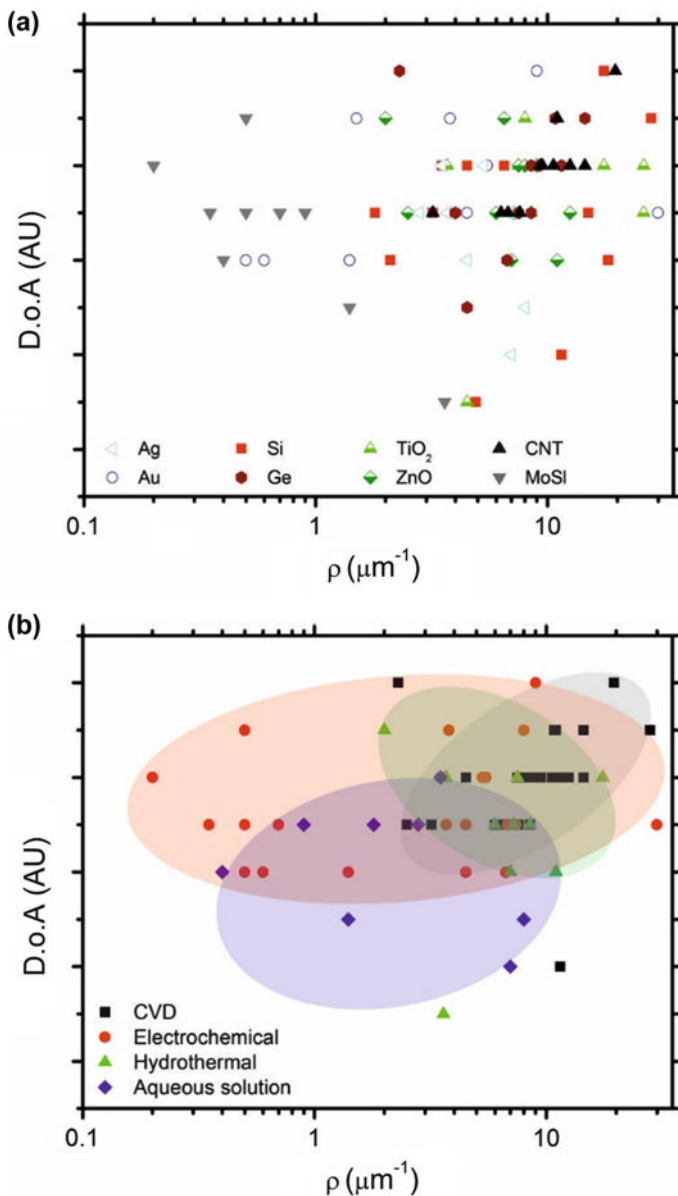 (a)
D.o.A (AU)
Ag Si TiO₂ CNT
Au Ge ZnO MoSI
0.1 1 10
ρ (μm⁻¹)
(b)
D.o.A (AU)
CVD
Electrochemical
Hydrothermal
Aqueous solution
0.1 1 10
ρ (μm⁻¹)